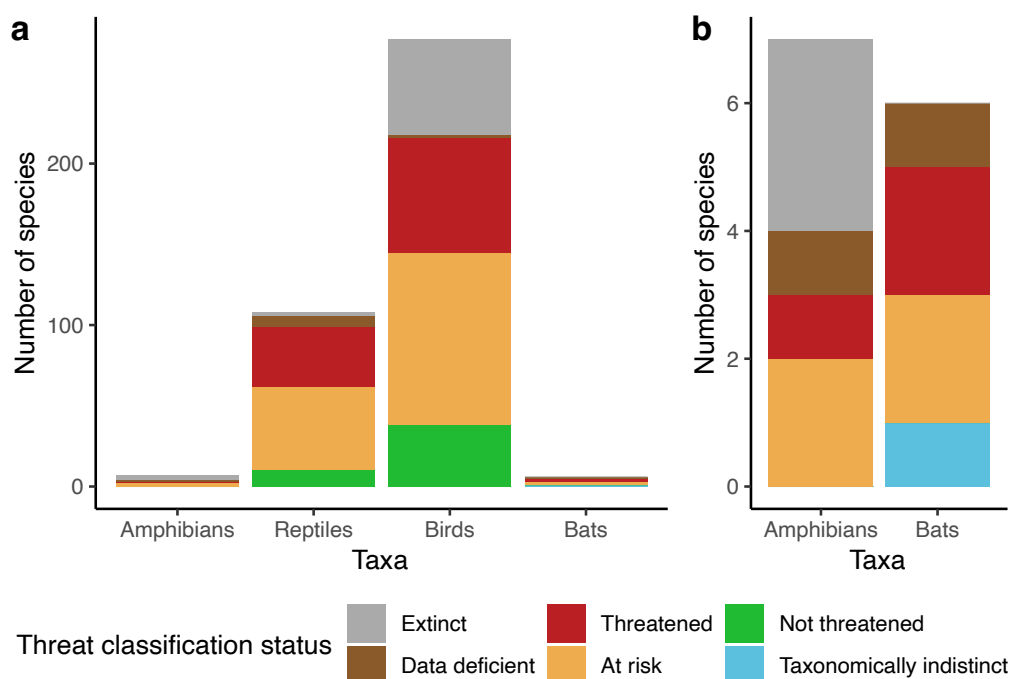 a
b
Number of species
200
100
0
Amphibians
Reptiles
Birds
Bats
Taxa
Number of species
6
4
2
0
Amphibians
Bats
Taxa
Threat classification status
Extinct
Threatened
Not threatened
Data deficient
At risk
Taxonomically indistinct